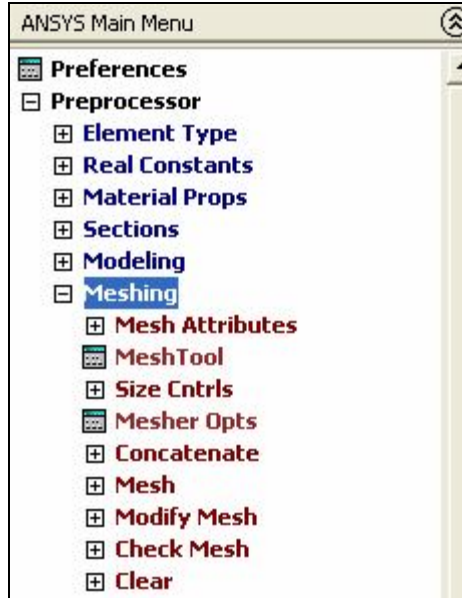 ANSYS Main Menu
Preferences
Preprocessor
Element Type
Real Constants
Material Props
Sections
Modeling
Meshing
Mesh Attributes
MeshTool
Size Cntrls
Mesher Opts
Concatenate
Mesh
Modify Mesh
Check Mesh
Clear